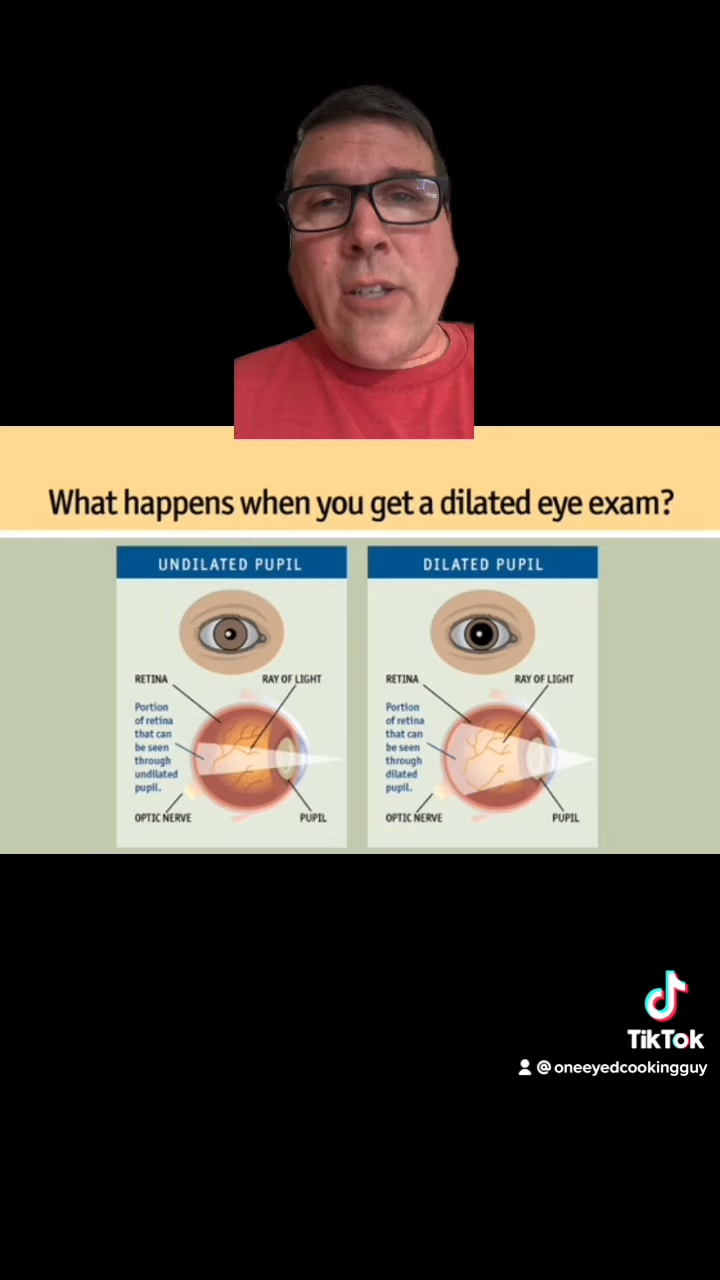 What happens when you get a dilated eye exam?
UNDILATED PUPIL
RETINA
RAY OF LIGHT
Portion
of retina
that can
be seen
through
undilated
pupil.
OPTIC NERVE
PUPIL
DILATED PUPIL
RETINA
RAY OF LIGHT
Portion
of retina
that can
be seen
through
dilated
pupil.
OPTIC NERVE
PUPIL
TikTok
@oneeyedcookingguy